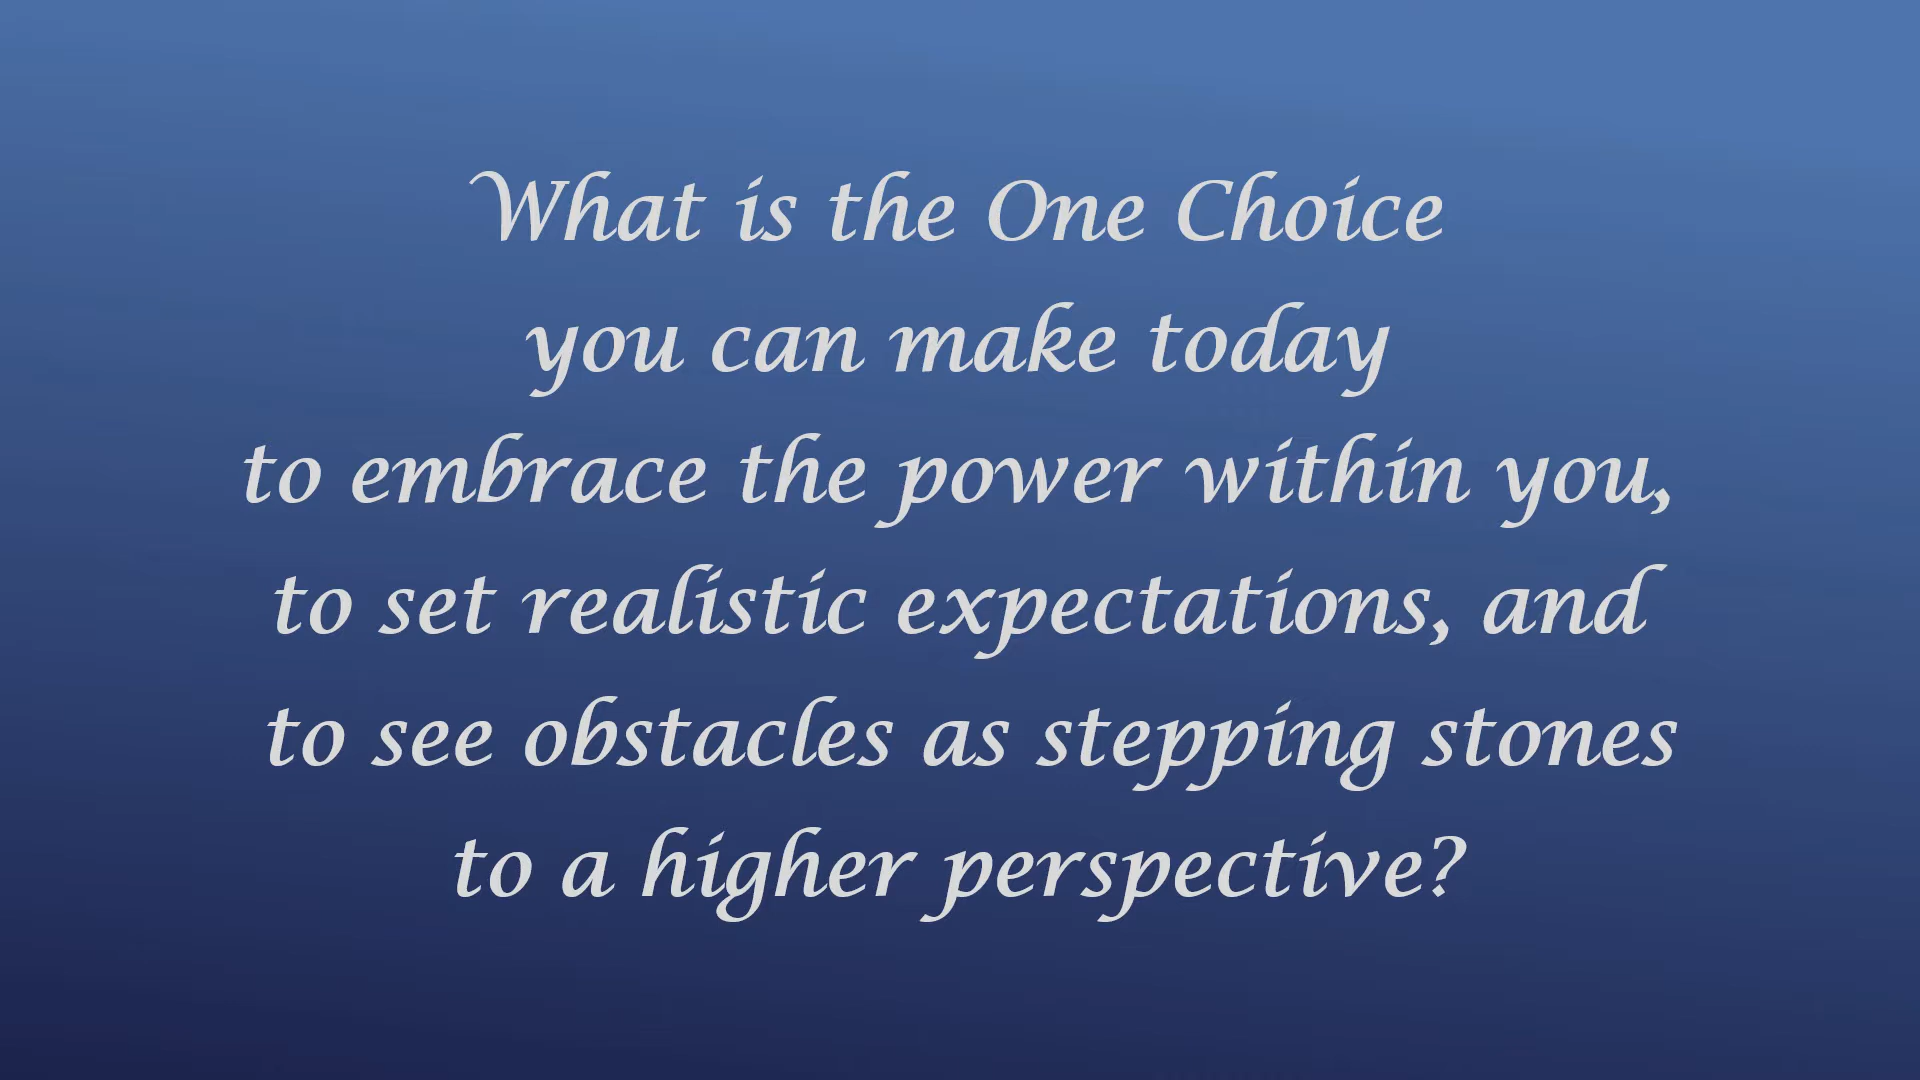 What is the One Choice
you can make today
to embrace the power within you,
to set realistic expectations, and
to see obstacles as stepping stones
to a higher perspective?